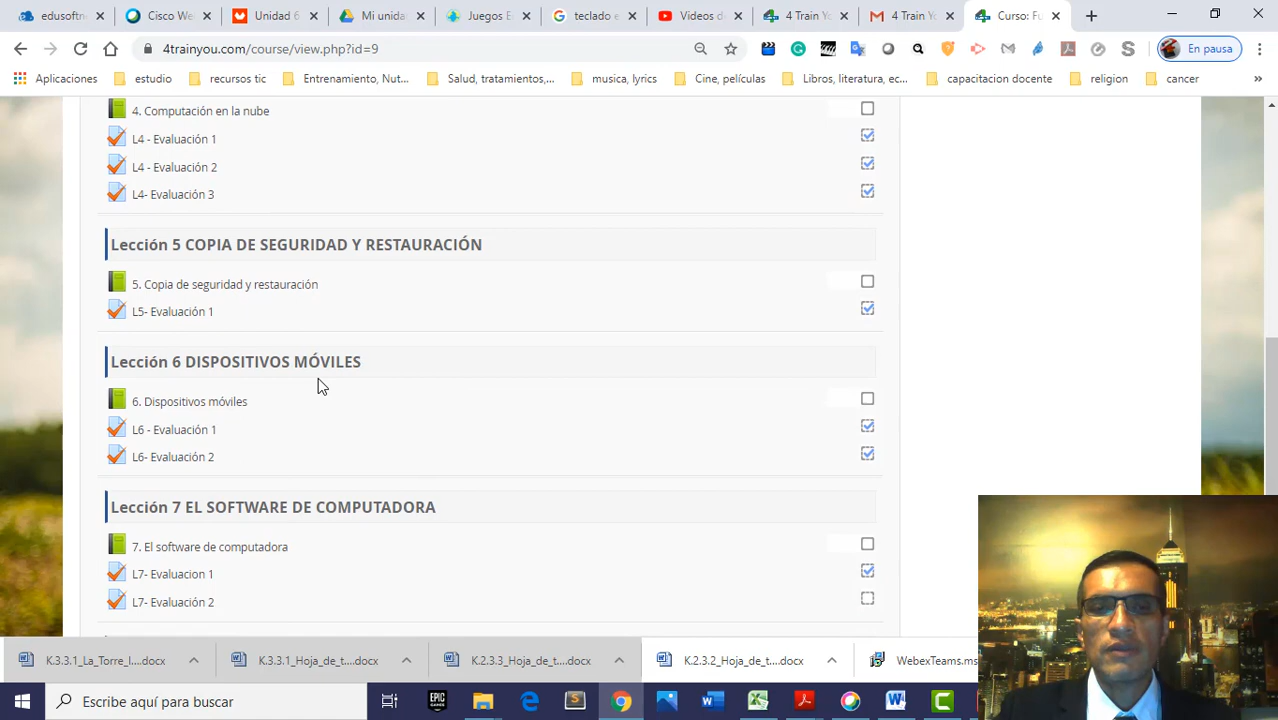 edusoftn
Cisco We
Unidad 6
Mi unida
Juegos E
teclado e
Videos d
4 Train Yo
4 Train Yo
Curso: Fu
4trainyou.com/course/view.php?id=9
En pausa
Aplicaciones
estudio
recursos tic
Entrenamiento, Nut...
Salud, tratamientos,...
musica, lyrics
Cine, películas
Libros, literatura, ec...
capacitacion docente
religion
cancer
»
4. Computación en la nube
L4 - Evaluación 1
L4 - Evaluación 2
L4- Evaluación 3
Lección 5 COPIA DE SEGURIDAD Y RESTAURACIÓN
5. Copia de seguridad y restauración
L5- Evaluación 1
Lección 6 DISPOSITIVOS MÓVILES
6. Dispositivos móviles
L6 - Evaluación 1
L6- Evaluación 2
Lección 7 EL SOFTWARE DE COMPUTADORA
7. El software de computadora
L7- Evaluacion 1
L7- Evaluación 2
K.3.3.1_La_Torre_I....docx
K.3.3.1_Hoja_de_t....docx
K.2.3.3_Hoja_de_t....docx
K.2.3.2_Hoja_de_t....docx
WebexTeams.ms
Escribe aquí para buscar
EPIC GAMES